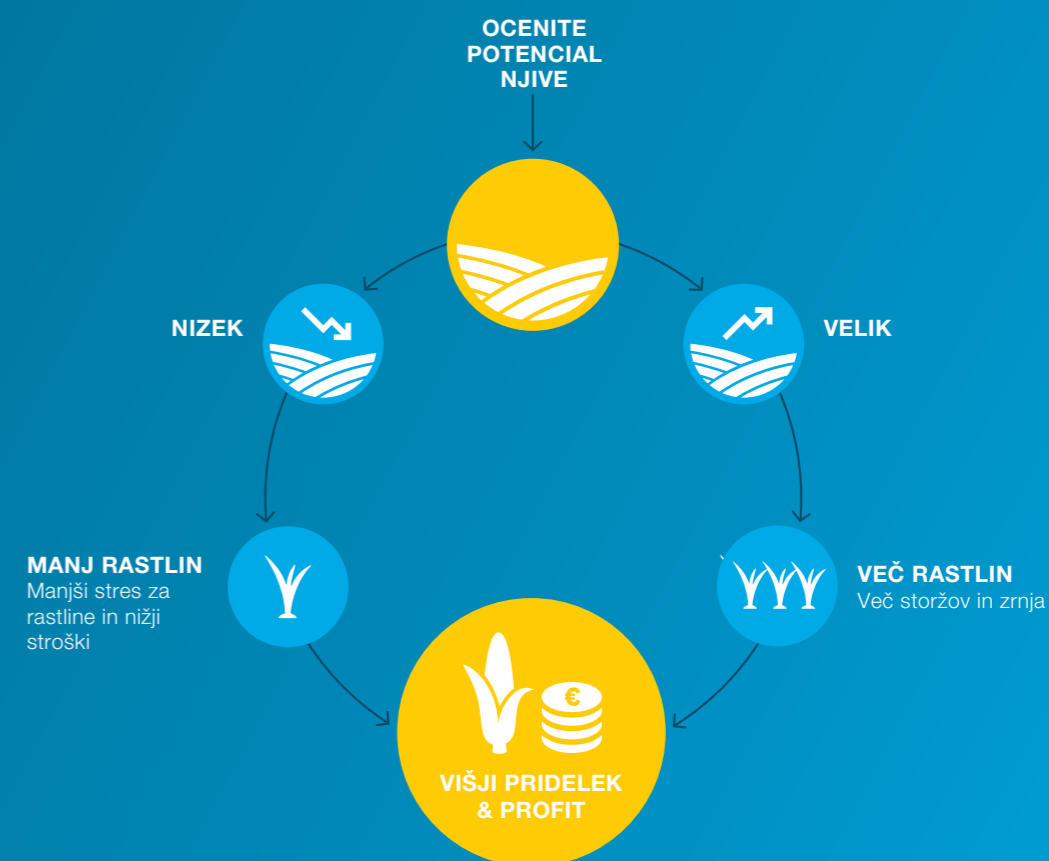 OCENITE
POTENCIAL
NJIVE
NIZEK
VELIK
MANJ RASTLIN
Manjši stres za
rastline in nižji
stroški
VEČ RASTLIN
Več storžov in zrnja
€
VIŠJI PRIDELEK
& PROFIT